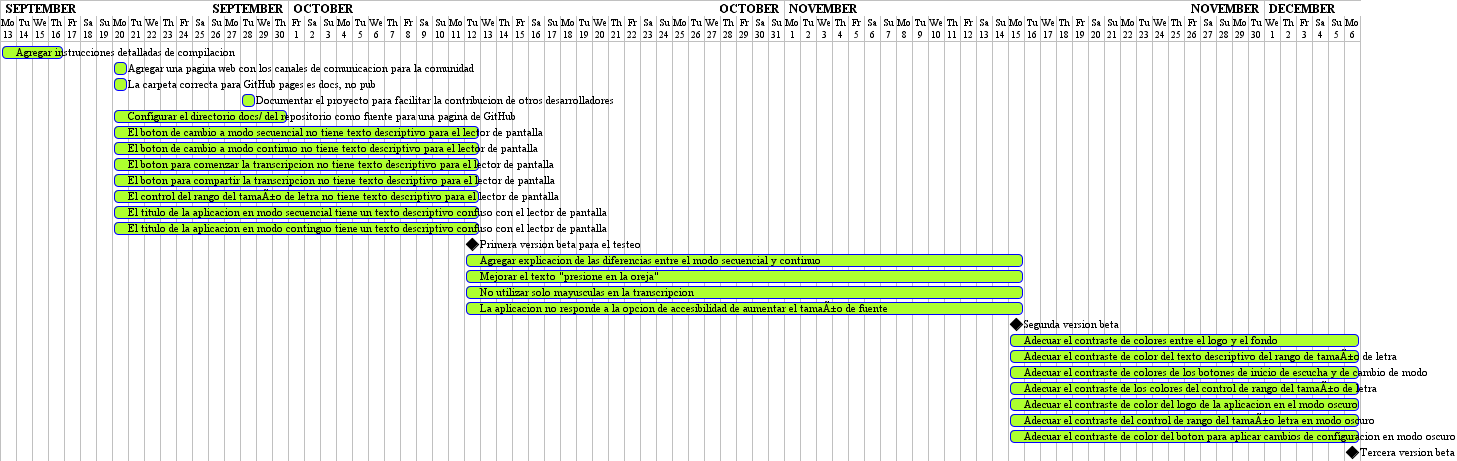 SEPTEMBER SEPTEMBER OCTOBER OCTOBER NOVEMBER NOVEMBER DECEMBER
Mo Tu We Th Fr Sa Su Mo Tu We Th Fr Sa Su Mo Tu We Th Fr Sa Su Mo Tu We Th Fr Sa Su Mo Tu We Th Fr Sa Su Mo Tu We Th Fr Sa Su Mo Tu We Th Fr Sa Su Mo Tu We Th Fr Sa Su Mo Tu We Th Fr Sa Su Mo Tu We Th Fr Sa Su Mo Tu We Th Fr Sa Su Mo Tu We Th Fr Sa Su Mo
13 14 15 16 17 18 19 20 21 22 23 24 25 26 27 28 29 30 1 2 3 4 5 6 7 8 9 10 11 12 13 14 15 16 17 18 19 20 21 22 23 24 25 26 27 28 29 30 31 1 2 3 4 5 6 7 8 9 10 11 12 13 14 15 16 17 18 19 20 21 22 23 24 25 26 27 28 29 30 1 2 3 4 5 6
Agregar instrucciones detalladas de compilacion
Agregar una pagina web con los canales de comunicacion para la comunidad
La carpeta correcta para GitHub pages es docs, no pub
Documentar el proyecto para facilitar la contribucion de otros desarrolladores
Configurar el directorio docs/ del repositorio como fuente para una pagina de GitHub
El boton de cambio a modo secuencial no tiene texto descriptivo para el lector de pantalla
El boton de cambio a modo continuo no tiene texto descriptivo para el lector de pantalla
El boton para comenzar la transcripcion no tiene texto descriptivo para el lector de pantalla
El boton para compartir la transcripcion no tiene texto descriptivo para el lector de pantalla
El control del rango del tamaÃ±o de letra no tiene texto descriptivo para el lector de pantalla
El titulo de la aplicacion en modo secuencial tiene un texto descriptivo confuso con el lector de pantalla
El titulo de la aplicacion en modo continguo tiene un texto descriptivo confuso con el lector de pantalla
Primera version beta para el testeo
Agregar explicacion de las diferencias entre el modo secuencial y continuo
Mejorar el texto "presione en la oreja"
No utilizar solo mayusculas en la transcripcion
La aplicacion no responde a la opcion de accesibilidad de aumentar el tamaÃ±o de fuente
Segunda version beta
Adecuar el contraste de colores entre el logo y el fondo
Adecuar el contraste de color del texto descriptivo del rango de tamaÃ±o de letra
Adecuar el contraste de colores de los botones de inicio de escucha y de cambio de modo
Adecuar el contraste de los colores del control de rango del tamaÃ±o de letra
Adecuar el contraste de color del logo de la aplicacion en el modo oscuro
Adecuar el contraste del control de rango del tamaÃ±o letra en modo oscuro
Adecuar el contraste de color del boton para aplicar cambios de configuracion en modo oscuro
Tercera version beta